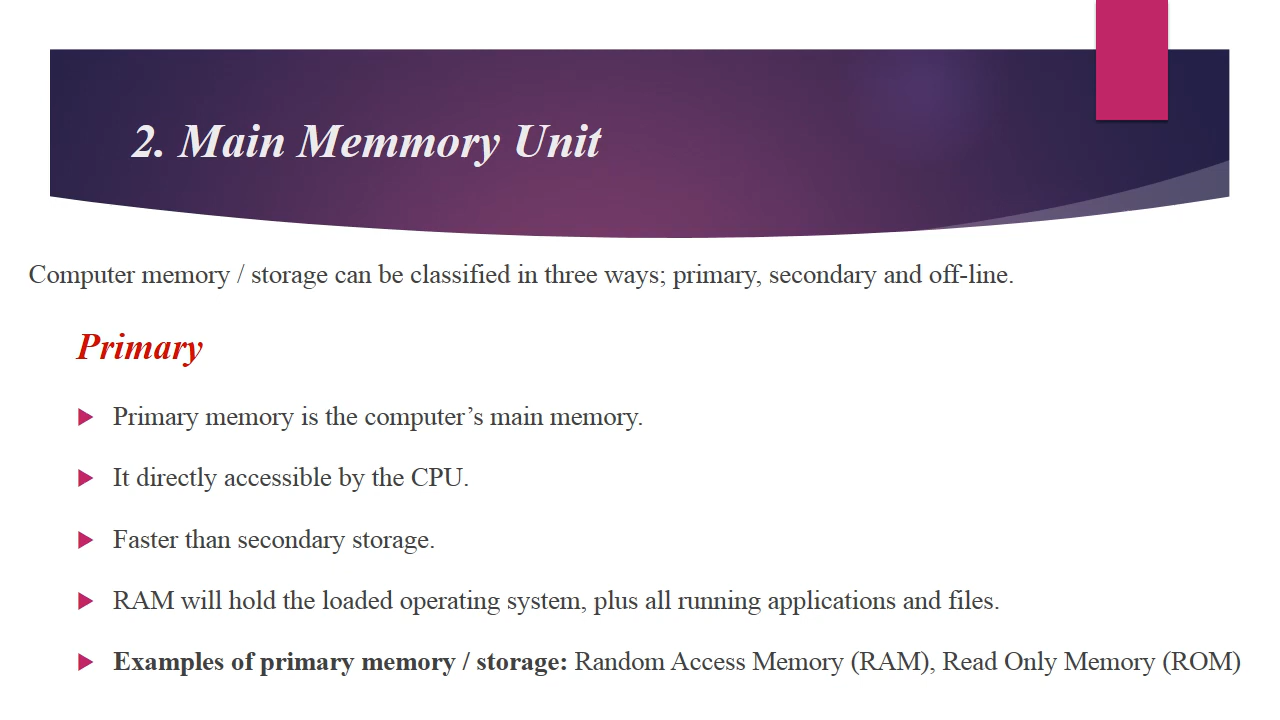 2. Main Memmory Unit
Computer memory / storage can be classified in three ways; primary, secondary and off-line.
Primary
Primary memory is the computer’s main memory.
It directly accessible by the CPU.
Faster than secondary storage.
RAM will hold the loaded operating system, plus all running applications and files.
Examples of primary memory / storage: Random Access Memory (RAM), Read Only Memory (ROM)